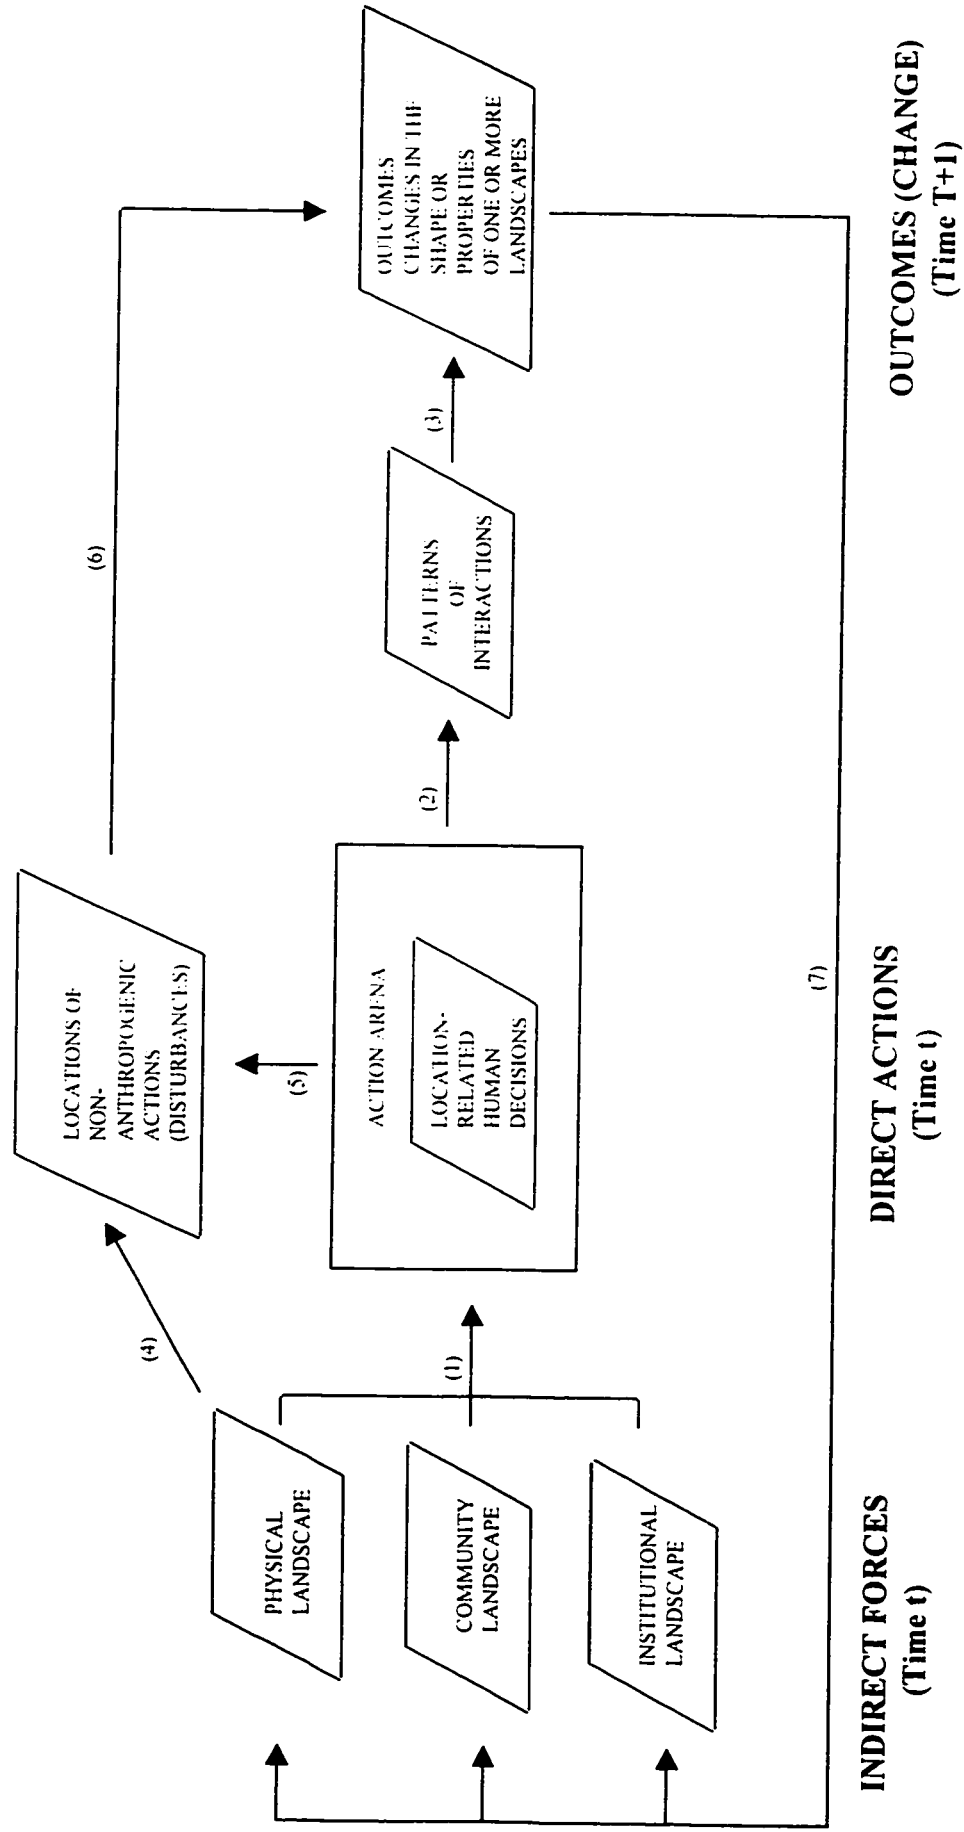 PHYSICAL
LANDSCAPE
COMMUNITY
LANDSCAPE
INSTITUTIONAL
LANDSCAPE
(4)
(1)
LOCATIONS OF
NON-
ANTHROPOGENIC
ACTIONS
(DISTURBANCES)
(5)
ACTION ARENA
LOCATION-
RELATED
HUMAN
DECISIONS
(6)
(2)
PATTERNS
OF
INTERACTIONS
(3)
OUTCOMES
CHANGES IN THE
SHAPE OR
PROPERTIES
OF ONE OR MORE
LANDSCAPES
(7)
INDIRECT FORCES
(Time t)
DIRECT ACTIONS
(Time t)
OUTCOMES (CHANGE)
(Time T+1)